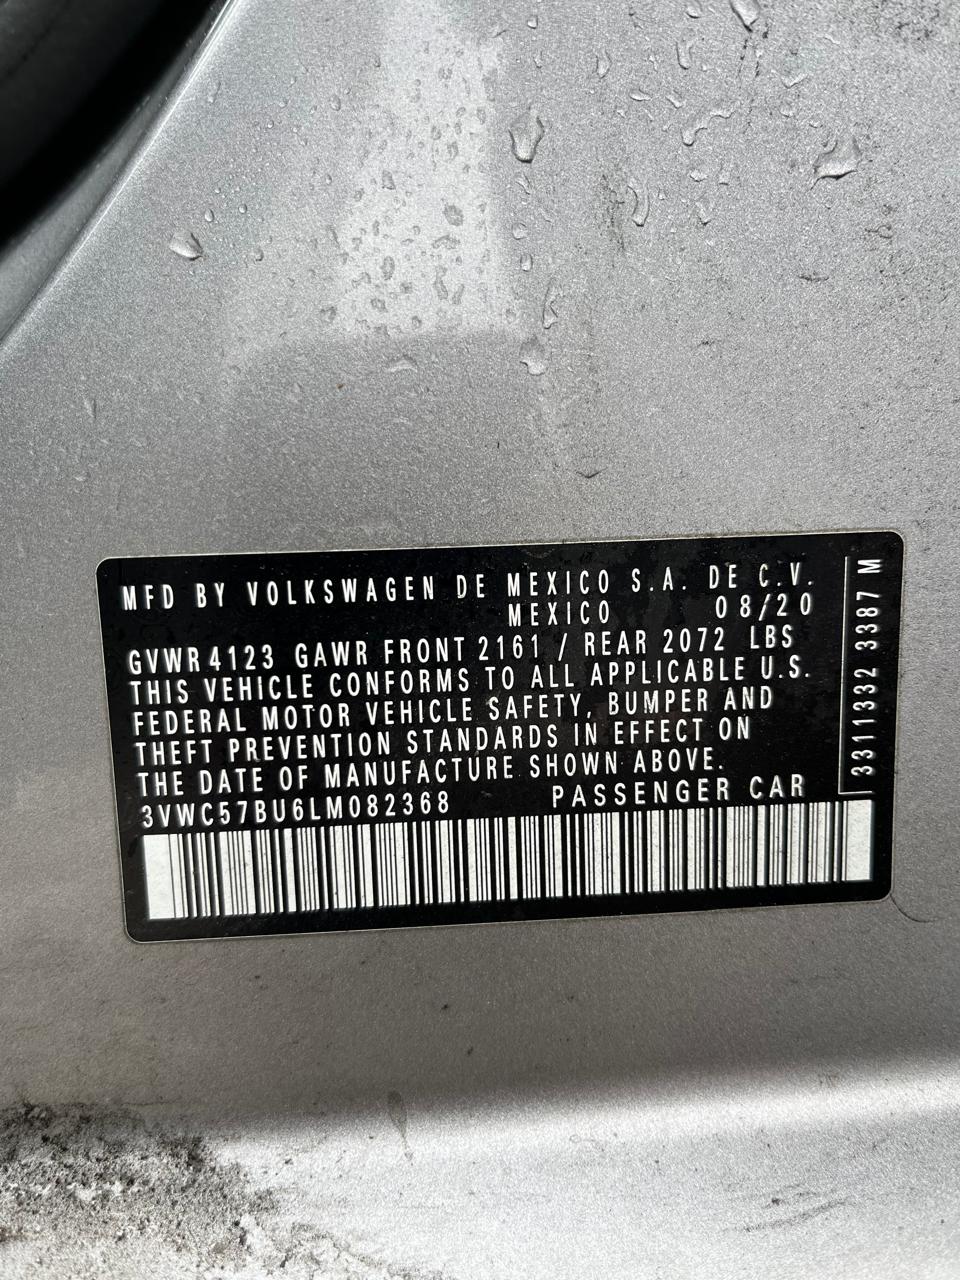 MFD BY VOLKSWAGEN DE MEXICO S.A. DE C.V.
MEXICO 08/20
GVWR 4123 GAWR FRONT 2161 / REAR 2072 LBS
THIS VEHICLE CONFORMS TO ALL APPLICABLE U.S.
FEDERAL MOTOR VEHICLE SAFETY, BUMPER AND
THEFT PREVENTION STANDARDS IN EFFECT ON
THE DATE OF MANUFACTURE SHOWN ABOVE.
3VWC57BU6LM082368 PASSENGER CAR
3311332 3387 M